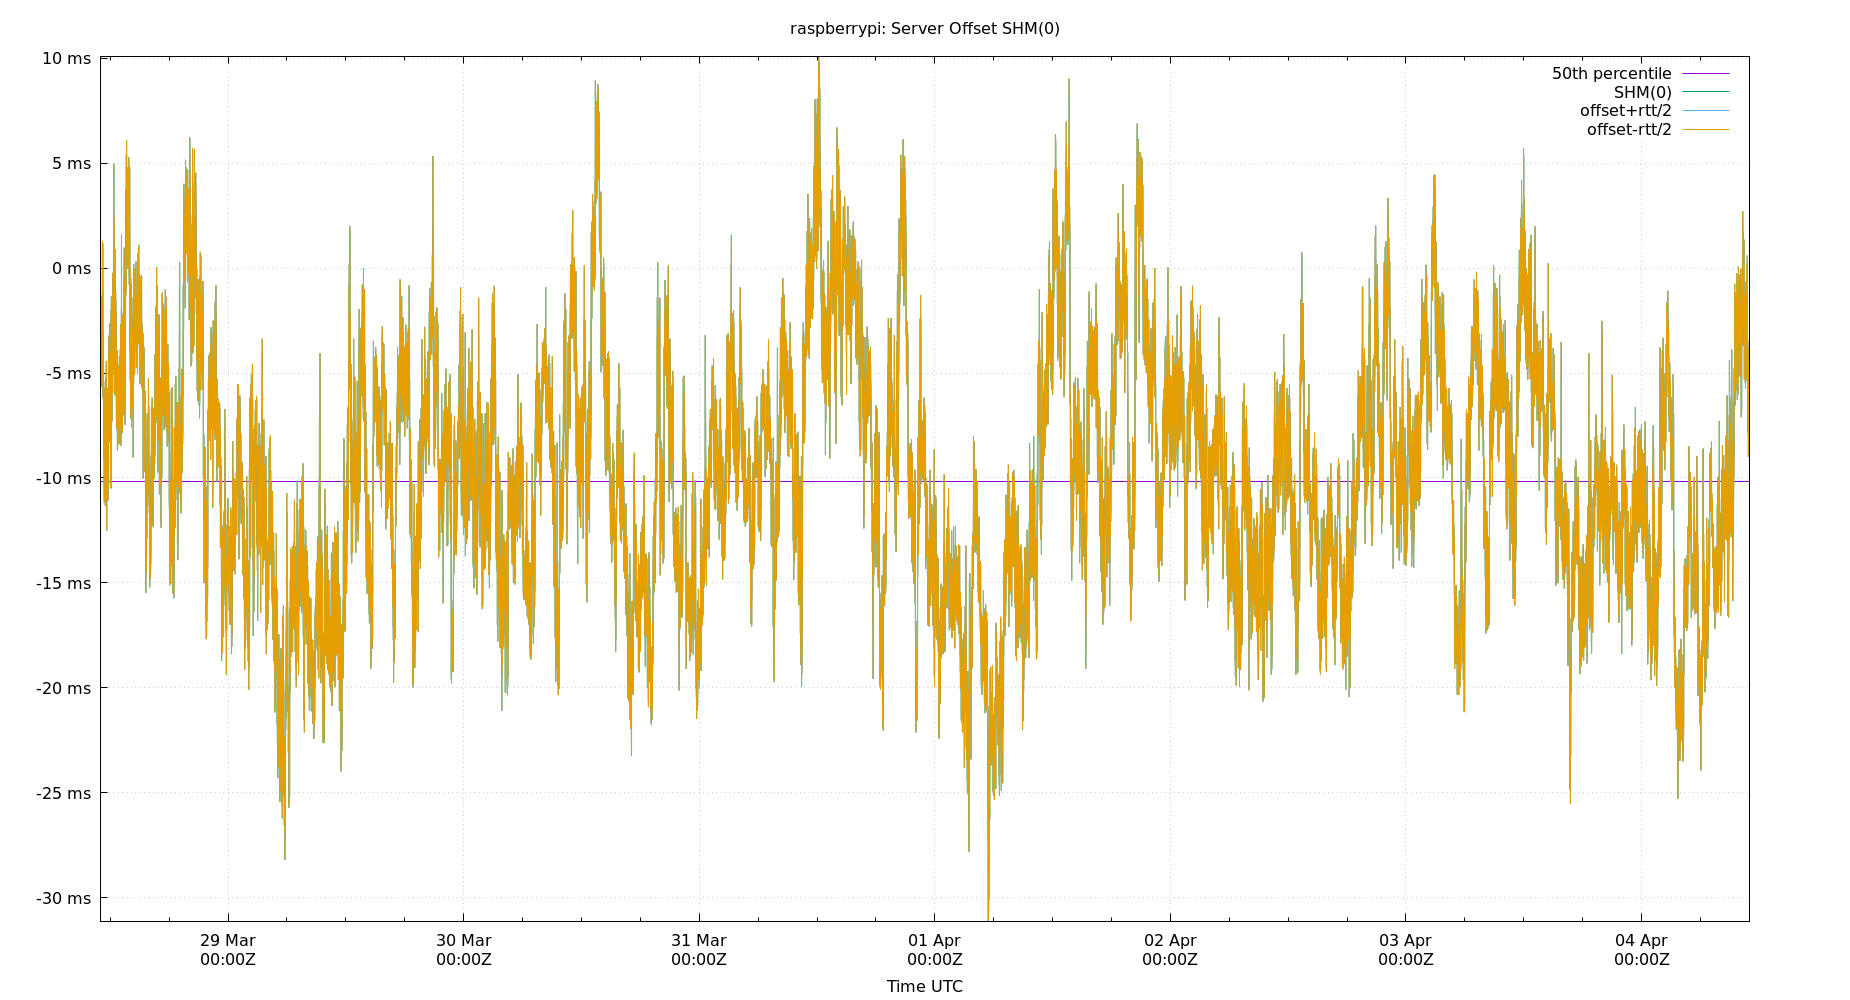 raspberrypi: Server Offset SHM(0)
10 ms
5 ms
0 ms
-5 ms
-10 ms
-15 ms
-20 ms
-25 ms
-30 ms
50th percentile
SHM(0)
offset+rtt/2
offset-rtt/2
29 Mar 30 Mar 31 Mar 01 Apr 02 Apr 03 Apr 04 Apr
00:00Z 00:00Z 00:00Z 00:00Z 00:00Z 00:00Z 00:00Z
Time UTC